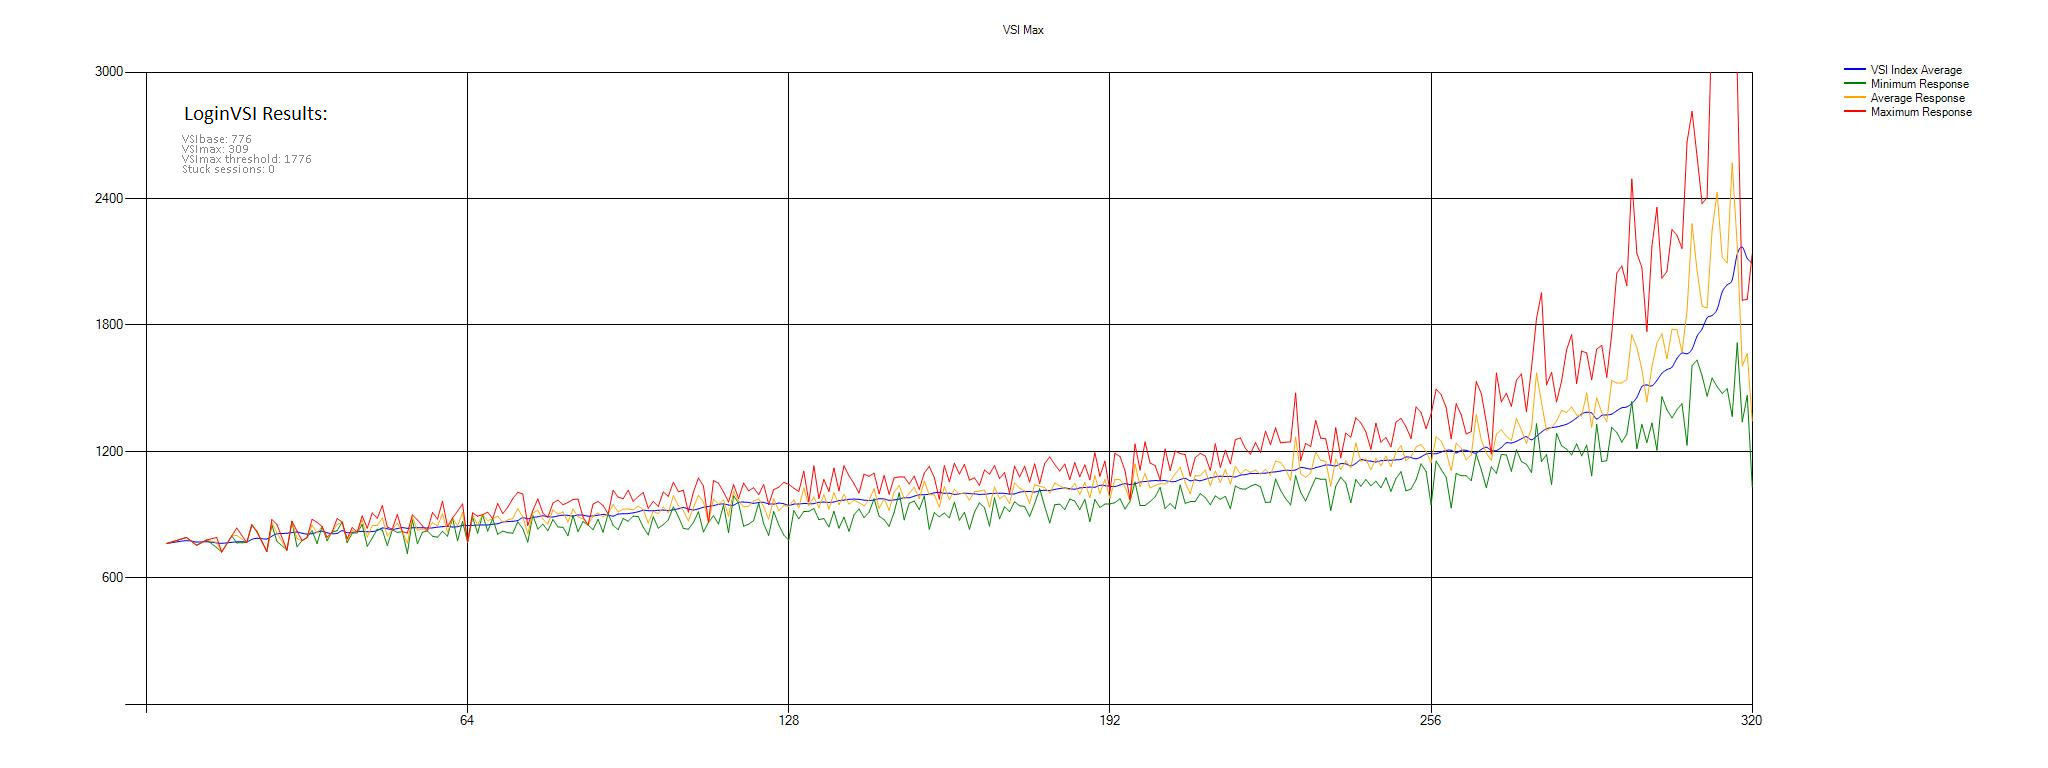 VSI Max
3000
2400
1800
1200
600
LoginVSI Results:
VSIbase: 776
VSImax: 309
VSImax threshold: 1776
Stuck sessions: 0
VSI Index Average
Minimum Response
Average Response
Maximum Response
64
128
192
256
320